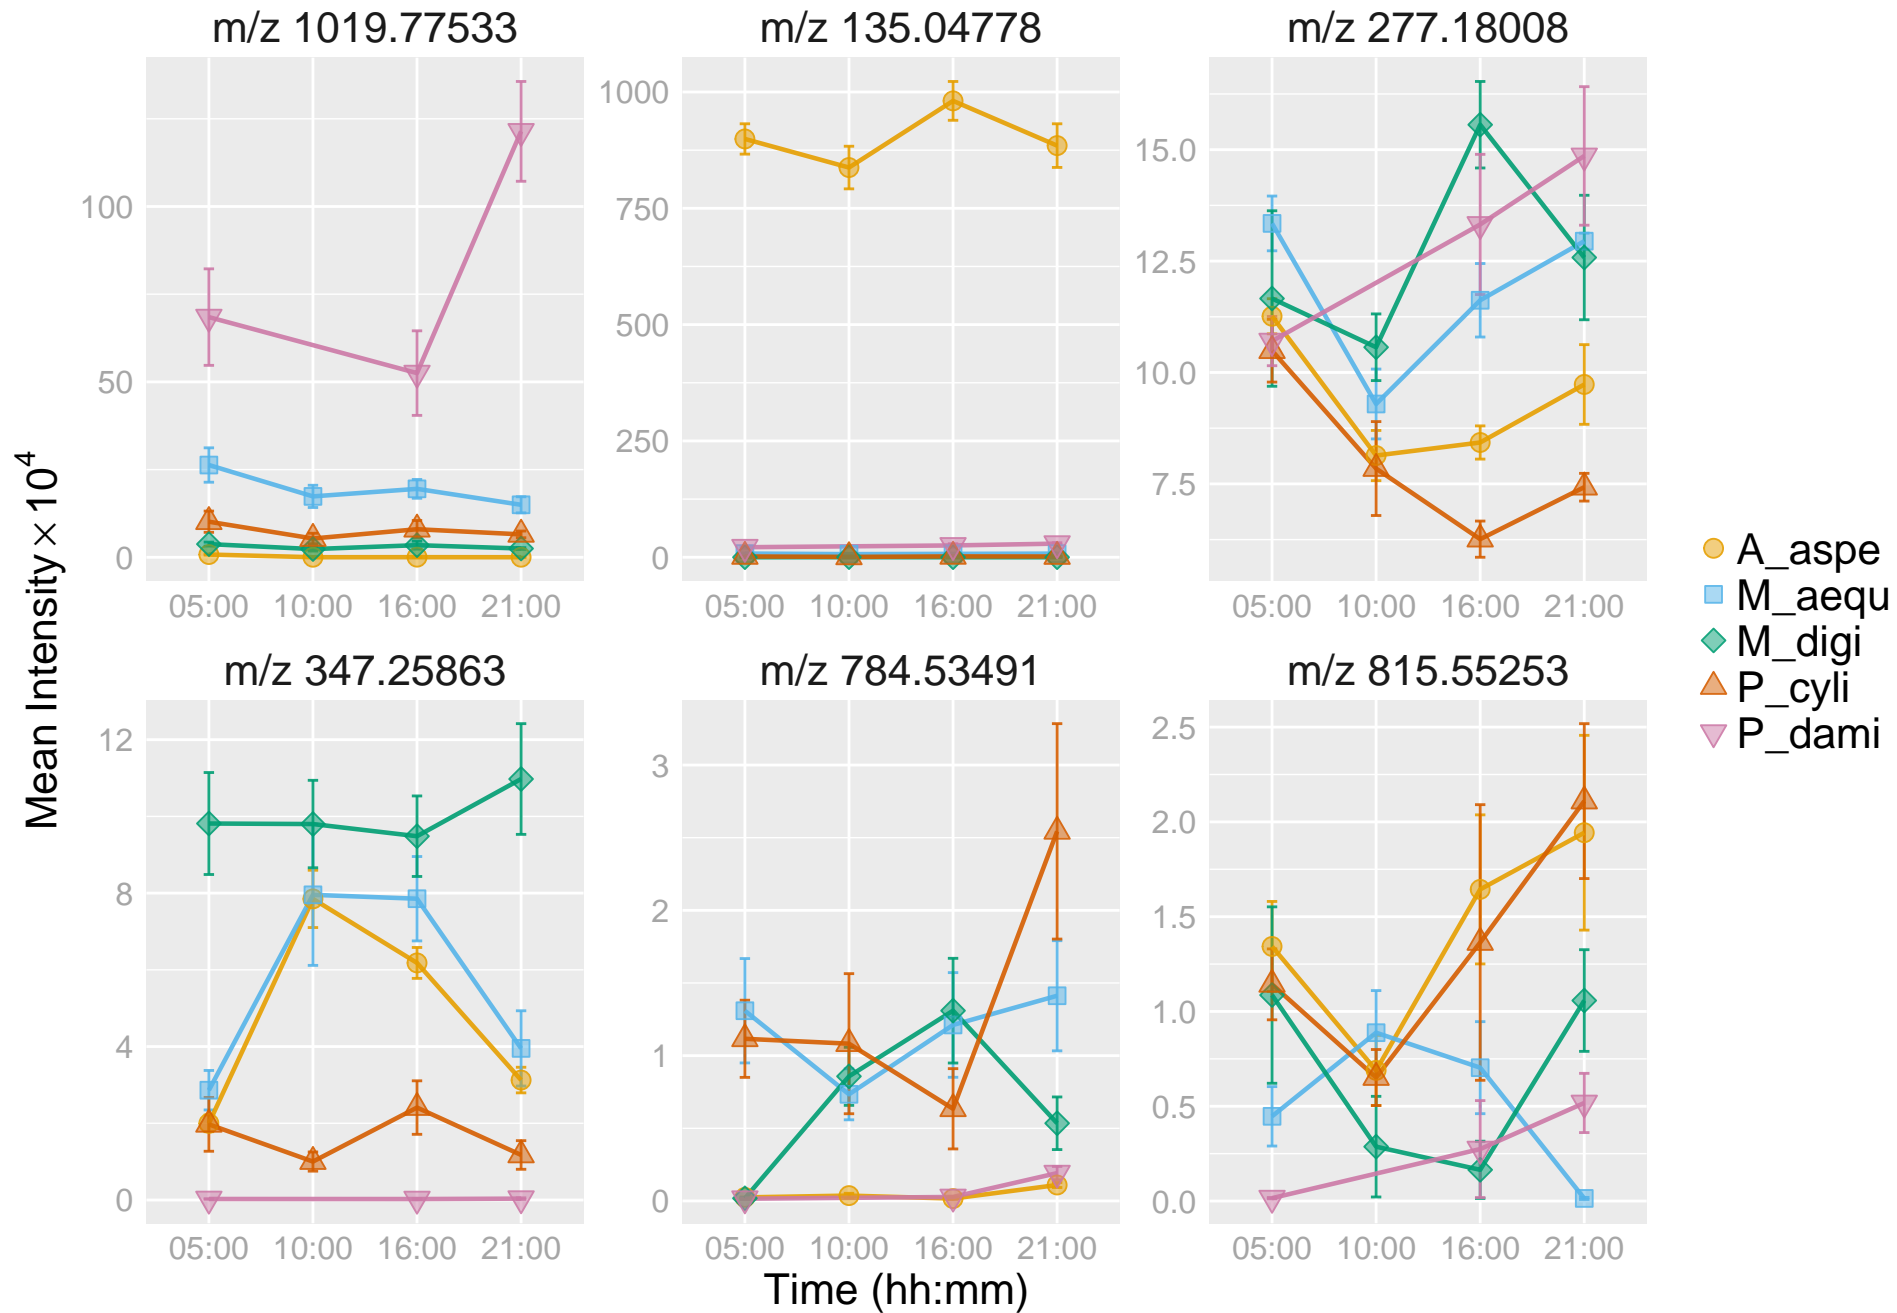 m/z 1019.77533
m/z 135.04778
m/z 277.18008
100
50
0
1000
750
500
250
0
15.0
12.5
10.0
7.5
05:00 10:00 16:00 21:00
05:00 10:00 16:00 21:00
05:00 10:00 16:00 21:00
m/z 347.25863
m/z 784.53491
m/z 815.55253
12
8
4
0
3
2
1
0
2.5
2.0
1.5
1.0
0.5
0.0
05:00 10:00 16:00 21:00
05:00 10:00 16:00 21:00
05:00 10:00 16:00 21:00
Mean Intensity × 10⁴
Time (hh:mm)
A_aspe
M_aequ
M_digi
P_cyli
P_dami